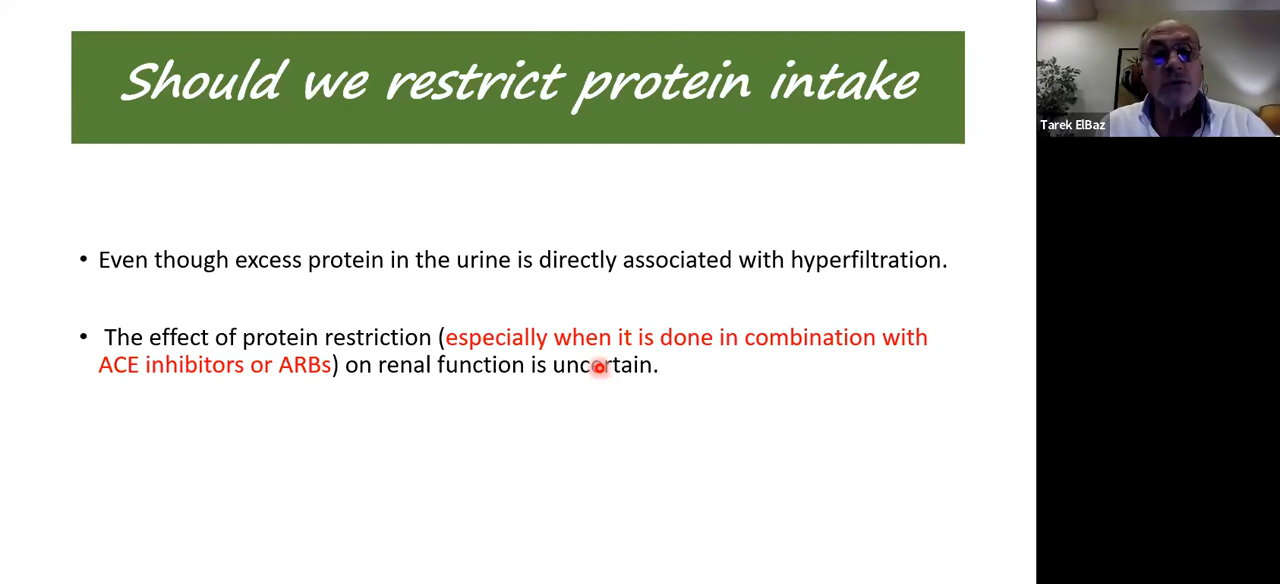 Should we restrict protein intake
Tarek ElBaz
• Even though excess protein in the urine is directly associated with hyperfiltration.
• The effect of protein restriction (especially when it is done in combination with
ACE inhibitors or ARBs) on renal function is uncertain.